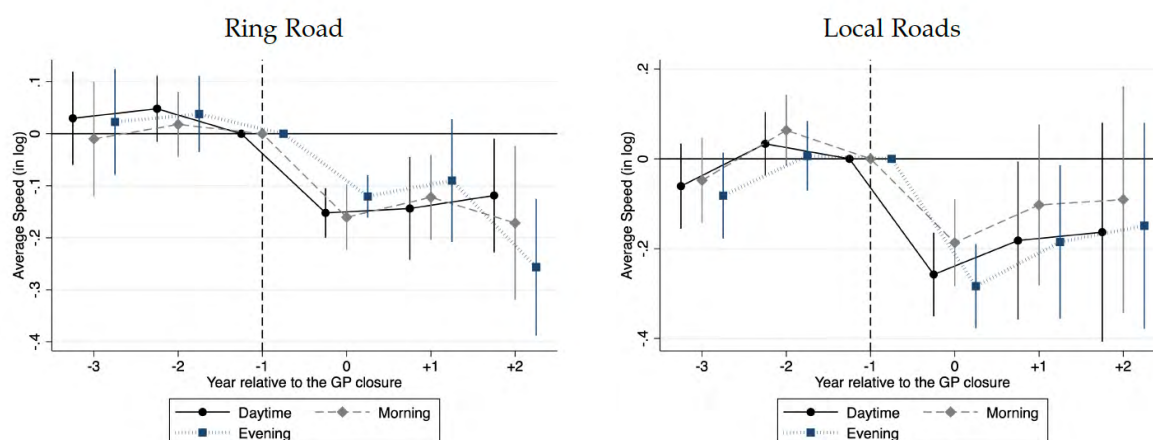 Ring Road
Average Speed (in log)
.1
0
-.1
-.2
-.3
-.4
-3 -2 -1 0 +1 +2
Year relative to the GP closure
Daytime Morning
Evening
Local Roads
Average Speed (in log)
.2
0
-.2
-.4
-3 -2 -1 0 +1 +2
Year relative to the GP closure
Daytime Morning
Evening